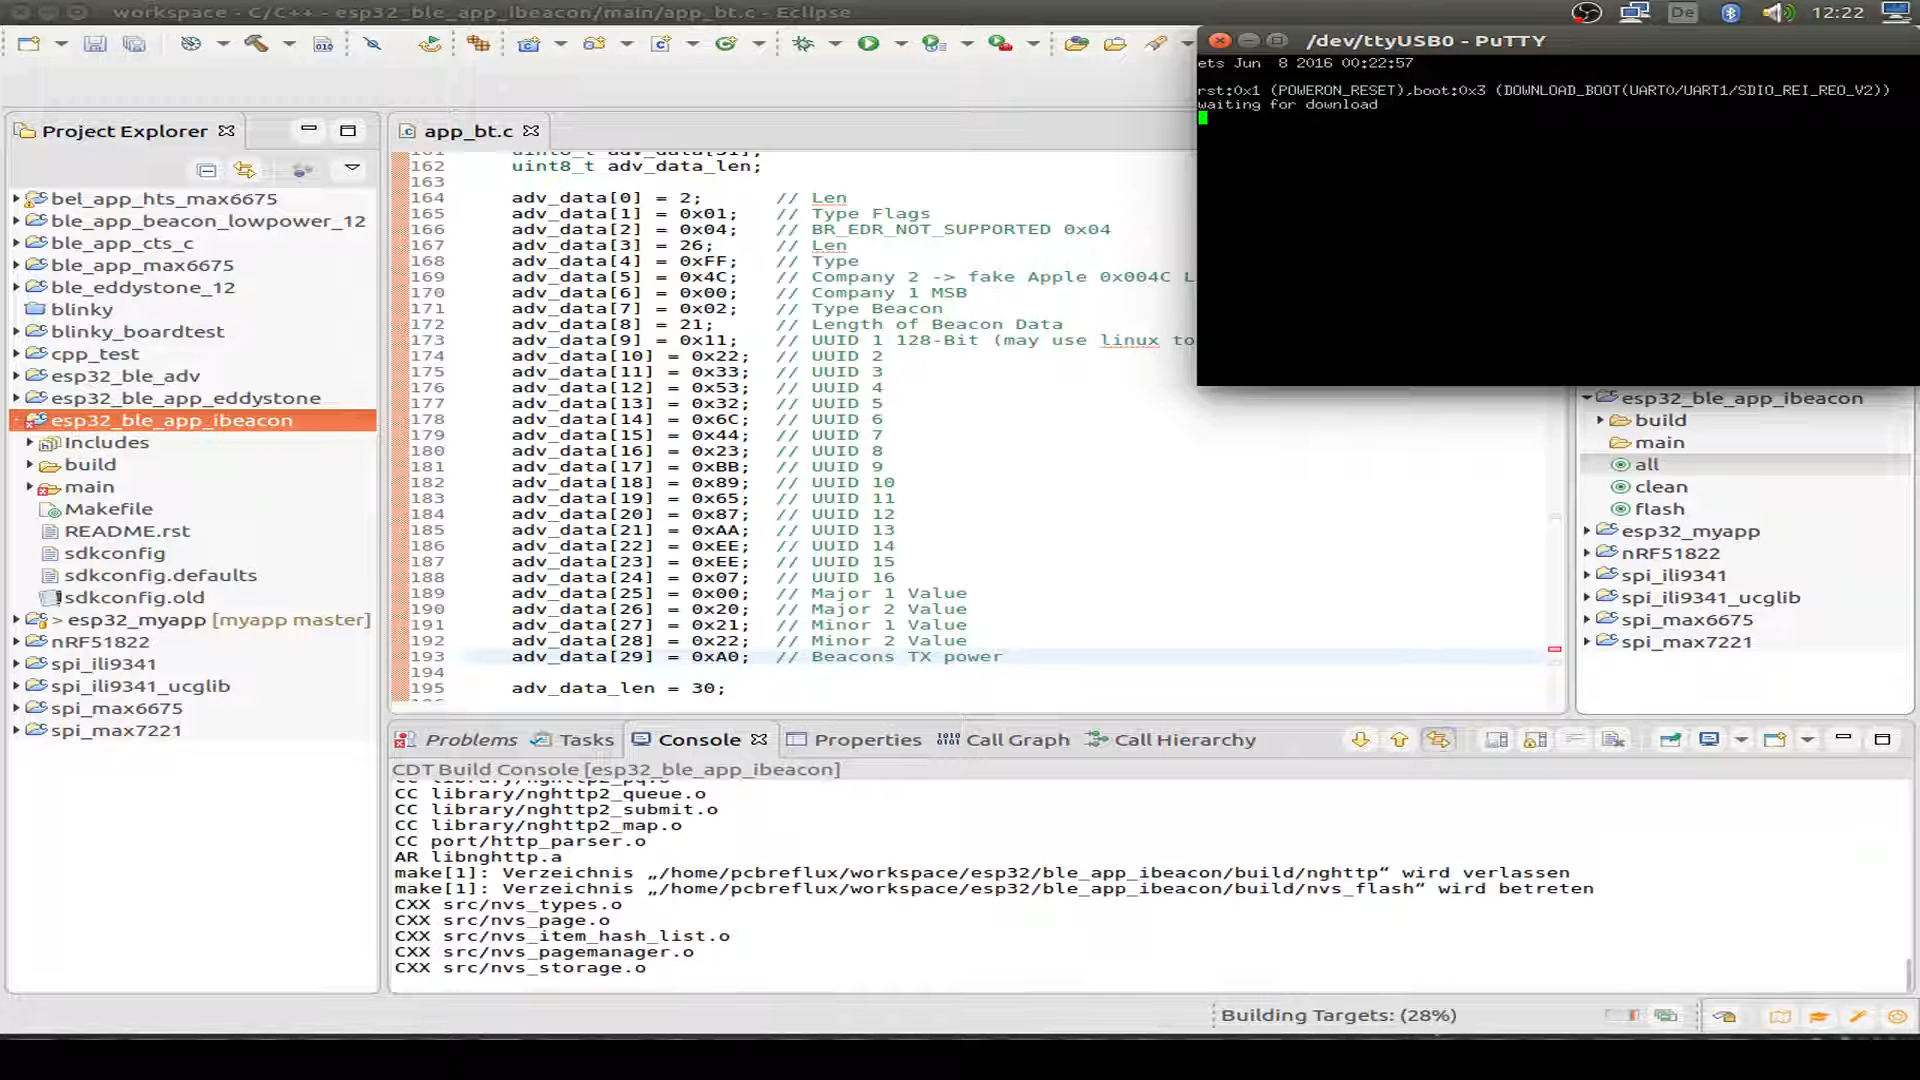 workspace - C/C++ - esp32_ble_app_ibeacon/main/app_bt.c - Eclipse
De
12:22
/dev/ttyUSB0 - PuTTY
ets Jun  8 2016 00:22:57
rst:0x1 (POWERON_RESET),boot:0x3 (DOWNLOAD_BOOT(UART0/UART1/SDIO_REI_REO_V2))
waiting for download
Project Explorer
bel_app_hts_max6675
ble_app_beacon_lowpower_12
ble_app_cts_c
ble_app_max6675
ble_eddystone_12
blinky
blinky_boardtest
cpp_test
esp32_ble_adv
esp32_ble_app_eddystone
esp32_ble_app_ibeacon
Includes
build
main
Makefile
README.rst
sdkconfig
sdkconfig.defaults
sdkconfig.old
> esp32_myapp [myapp master]
nRF51822
spi_ili9341
spi_ili9341_ucglib
spi_max6675
spi_max7221
app_bt.c
161 uint8_t adv_data[31];
162 uint8_t adv_data_len;
163
164 adv_data[0] = 2; // Len
165 adv_data[1] = 0x01; // Type Flags
166 adv_data[2] = 0x04; // BR_EDR_NOT_SUPPORTED 0x04
167 adv_data[3] = 26; // Len
168 adv_data[4] = 0xFF; // Type
169 adv_data[5] = 0x4C; // Company 2 -> fake Apple 0x004C L
170 adv_data[6] = 0x00; // Company 1 MSB
171 adv_data[7] = 0x02; // Type Beacon
172 adv_data[8] = 21; // Length of Beacon Data
173 adv_data[9] = 0x11; // UUID 1 128-Bit (may use linux to
174 adv_data[10] = 0x22; // UUID 2
175 adv_data[11] = 0x33; // UUID 3
176 adv_data[12] = 0x53; // UUID 4
177 adv_data[13] = 0x32; // UUID 5
178 adv_data[14] = 0x6C; // UUID 6
179 adv_data[15] = 0x44; // UUID 7
180 adv_data[16] = 0x23; // UUID 8
181 adv_data[17] = 0xBB; // UUID 9
182 adv_data[18] = 0x89; // UUID 10
183 adv_data[19] = 0x65; // UUID 11
184 adv_data[20] = 0x87; // UUID 12
185 adv_data[21] = 0xAA; // UUID 13
186 adv_data[22] = 0xEE; // UUID 14
187 adv_data[23] = 0xEE; // UUID 15
188 adv_data[24] = 0x07; // UUID 16
189 adv_data[25] = 0x00; // Major 1 Value
190 adv_data[26] = 0x20; // Major 2 Value
191 adv_data[27] = 0x21; // Minor 1 Value
192 adv_data[28] = 0x22; // Minor 2 Value
193 adv_data[29] = 0xA0; // Beacons TX power
194
195 adv_data_len = 30;
esp32_ble_app_ibeacon
build
main
all
clean
flash
esp32_myapp
nRF51822
spi_ili9341
spi_ili9341_ucglib
spi_max6675
spi_max7221
Problems Tasks Console Properties Call Graph Call Hierarchy
CDT Build Console [esp32_ble_app_ibeacon]
CC library/nghttp2_pq.o
CC library/nghttp2_queue.o
CC library/nghttp2_submit.o
CC library/nghttp2_map.o
CC port/http_parser.o
AR libnghttp.a
make[1]: Verzeichnis „/home/pcbreflux/workspace/esp32/ble_app_ibeacon/build/nghttp“ wird verlassen
make[1]: Verzeichnis „/home/pcbreflux/workspace/esp32/ble_app_ibeacon/build/nvs_flash“ wird betreten
CXX src/nvs_types.o
CXX src/nvs_page.o
CXX src/nvs_item_hash_list.o
CXX src/nvs_pagemanager.o
CXX src/nvs_storage.o
Building Targets: (28%)